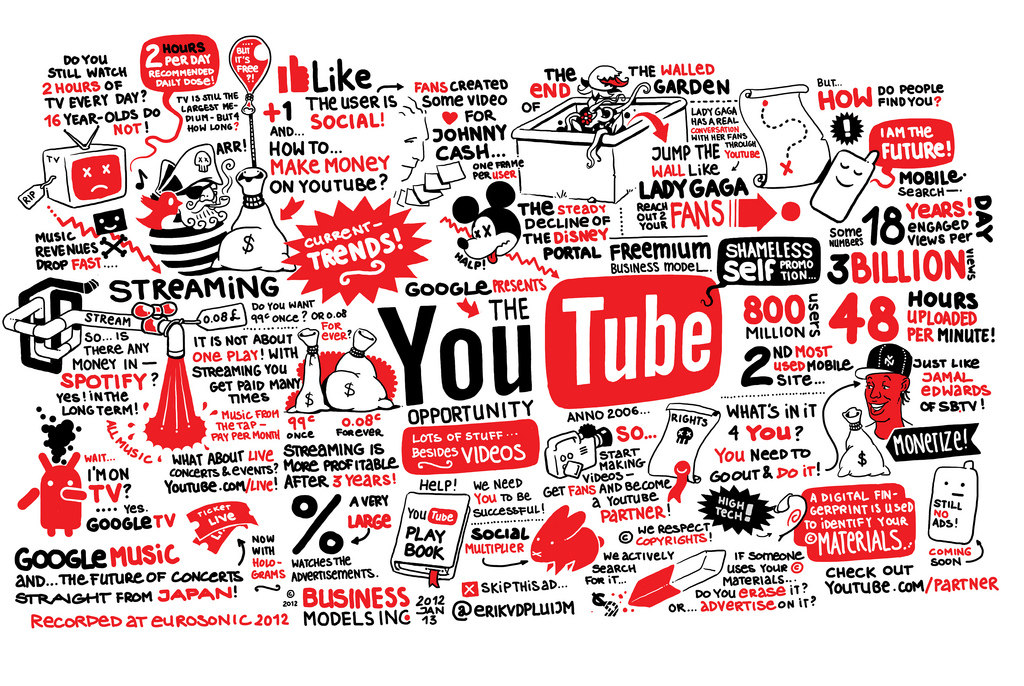 DO YOU
STILL WATCH
2 HOURS OF
TV EVERY DAY?
16 YEAR-OLDS DO
NOT!
2 HOURS
PER DAY
RECOMMENDED
DAILY DOSE!
TV IS STILL THE
LARGEST ME-
DIUM - BUT 4
HOW LONG?
BUT
IT'S
FREE
?!
TV
RIP
ARR!
MUSIC
REVENUES
DROP FAST....
$
Like
+1
THE USER IS
SOCIAL!
AND...
HOW TO...
MAKE MONEY
ON YOUTUBE?
CURRENT-
TRENDS!
FANS CREATED
SOME VIDEO
FOR
JOHNNY
CASH...
ONE FRAME
PER USER
HALP!
THE STEADY
DECLINE OF
THE DISNEY
PORTAL
THE
END
OF
THE WALLED
GARDEN
LADY GAGA
HAS A REAL
CONVERSATION
WITH HER FANS
THROUGH
YOUTUBE
JUMP THE
WALL LIKE
LADY GAGA
REACH
OUT 2
YOUR
FANS
FREEMIUM
BUSINESS MODEL..
SHAMELESS
SELF PROMO
TION...
BUT...
HOW DO PEOPLE
FIND YOU?
!
I AM THE
FUTURE!
MOBILE
SEARCH—
SOME
NUMBERS
18 YEARS!
ENGAGED
VIEWS PER
DAY
3 BILLION
VIEWS
800
MILLION
USERS
48 HOURS
UPLOADED
PER MINUTE!
2ND MOST
USED MOBILE
SITE...
STREAMING
STREAM
0.08 £
SO... IS
THERE ANY
MONEY IN —
SPOTIFY?
YES! IN THE
LONG TERM!
ALL MUSIC
DO YOU WANT
99¢ ONCE? OR 0.08
FOR
EVER?
IT IS NOT ABOUT
ONE PLAY! WITH
STREAMING YOU
GET PAID MANY
TIMES
MUSIC FROM
THE TAP —
PAY PER MONTH
$
$
99¢
ONCE
0.08¢
FOREVER
STREAMING IS
MORE PROFITABLE
AFTER 3 YEARS!
GOOGLE PRESENTS
THE
You Tube
OPPORTUNITY
LOTS OF STUFF...
BESIDES VIDEOS
ANNO 2006...
SO...
START
MAKING
VIDEOS —
GET FANS AND BECOME
A YOUTUBE
PARTNER!
RIGHTS
© WE RESPECT
COPYRIGHTS!
WHAT'S IN IT
4 YOU?
YOU NEED TO
GO OUT & DO IT!
JUST LIKE
JAMAL
EDWARDS
OF SBTV!
NY
$
MONETIZE!
WAIT...
I'M ON
TV?
.... YES.
GOOGLE TV
WHAT ABOUT LIVE
CONCERTS & EVENTS?
YOUTUBE.COM/LIVE!
TICKET
LIVE
NOW
WITH
HOLO-
GRAMS
GOOGLE MUSIC
AND...THE FUTURE OF CONCERTS
STRAIGHT FROM JAPAN!
RECORDED AT EUROSONIC 2012
%
A VERY
LARGE
WATCHES THE
ADVERTISEMENTS.
HELP!
YOU TUBE
PLAY
BOOK
WE NEED
YOU TO BE
SUCCESSFUL!
SOCIAL
MULTIPLIER
X SKIP THIS AD...
© 2012
BUSINESS
MODELS INC.
2012
JAN
13
@ERIKVDPLUIJM
WE ACTIVELY
SEARCH
FOR IT...
HIGH
TECH!
A DIGITAL FIN-
GERPRINT IS USED
TO IDENTIFY YOUR
© MATERIALS..
IF SOMEONE
USES YOUR ©
MATERIALS...
DO YOU ERASE IT?
OR... ADVERTISE ON IT?
STILL
NO
ADS!
COMING
SOON
CHECK OUT
YOUTUBE.COM/PARTNER